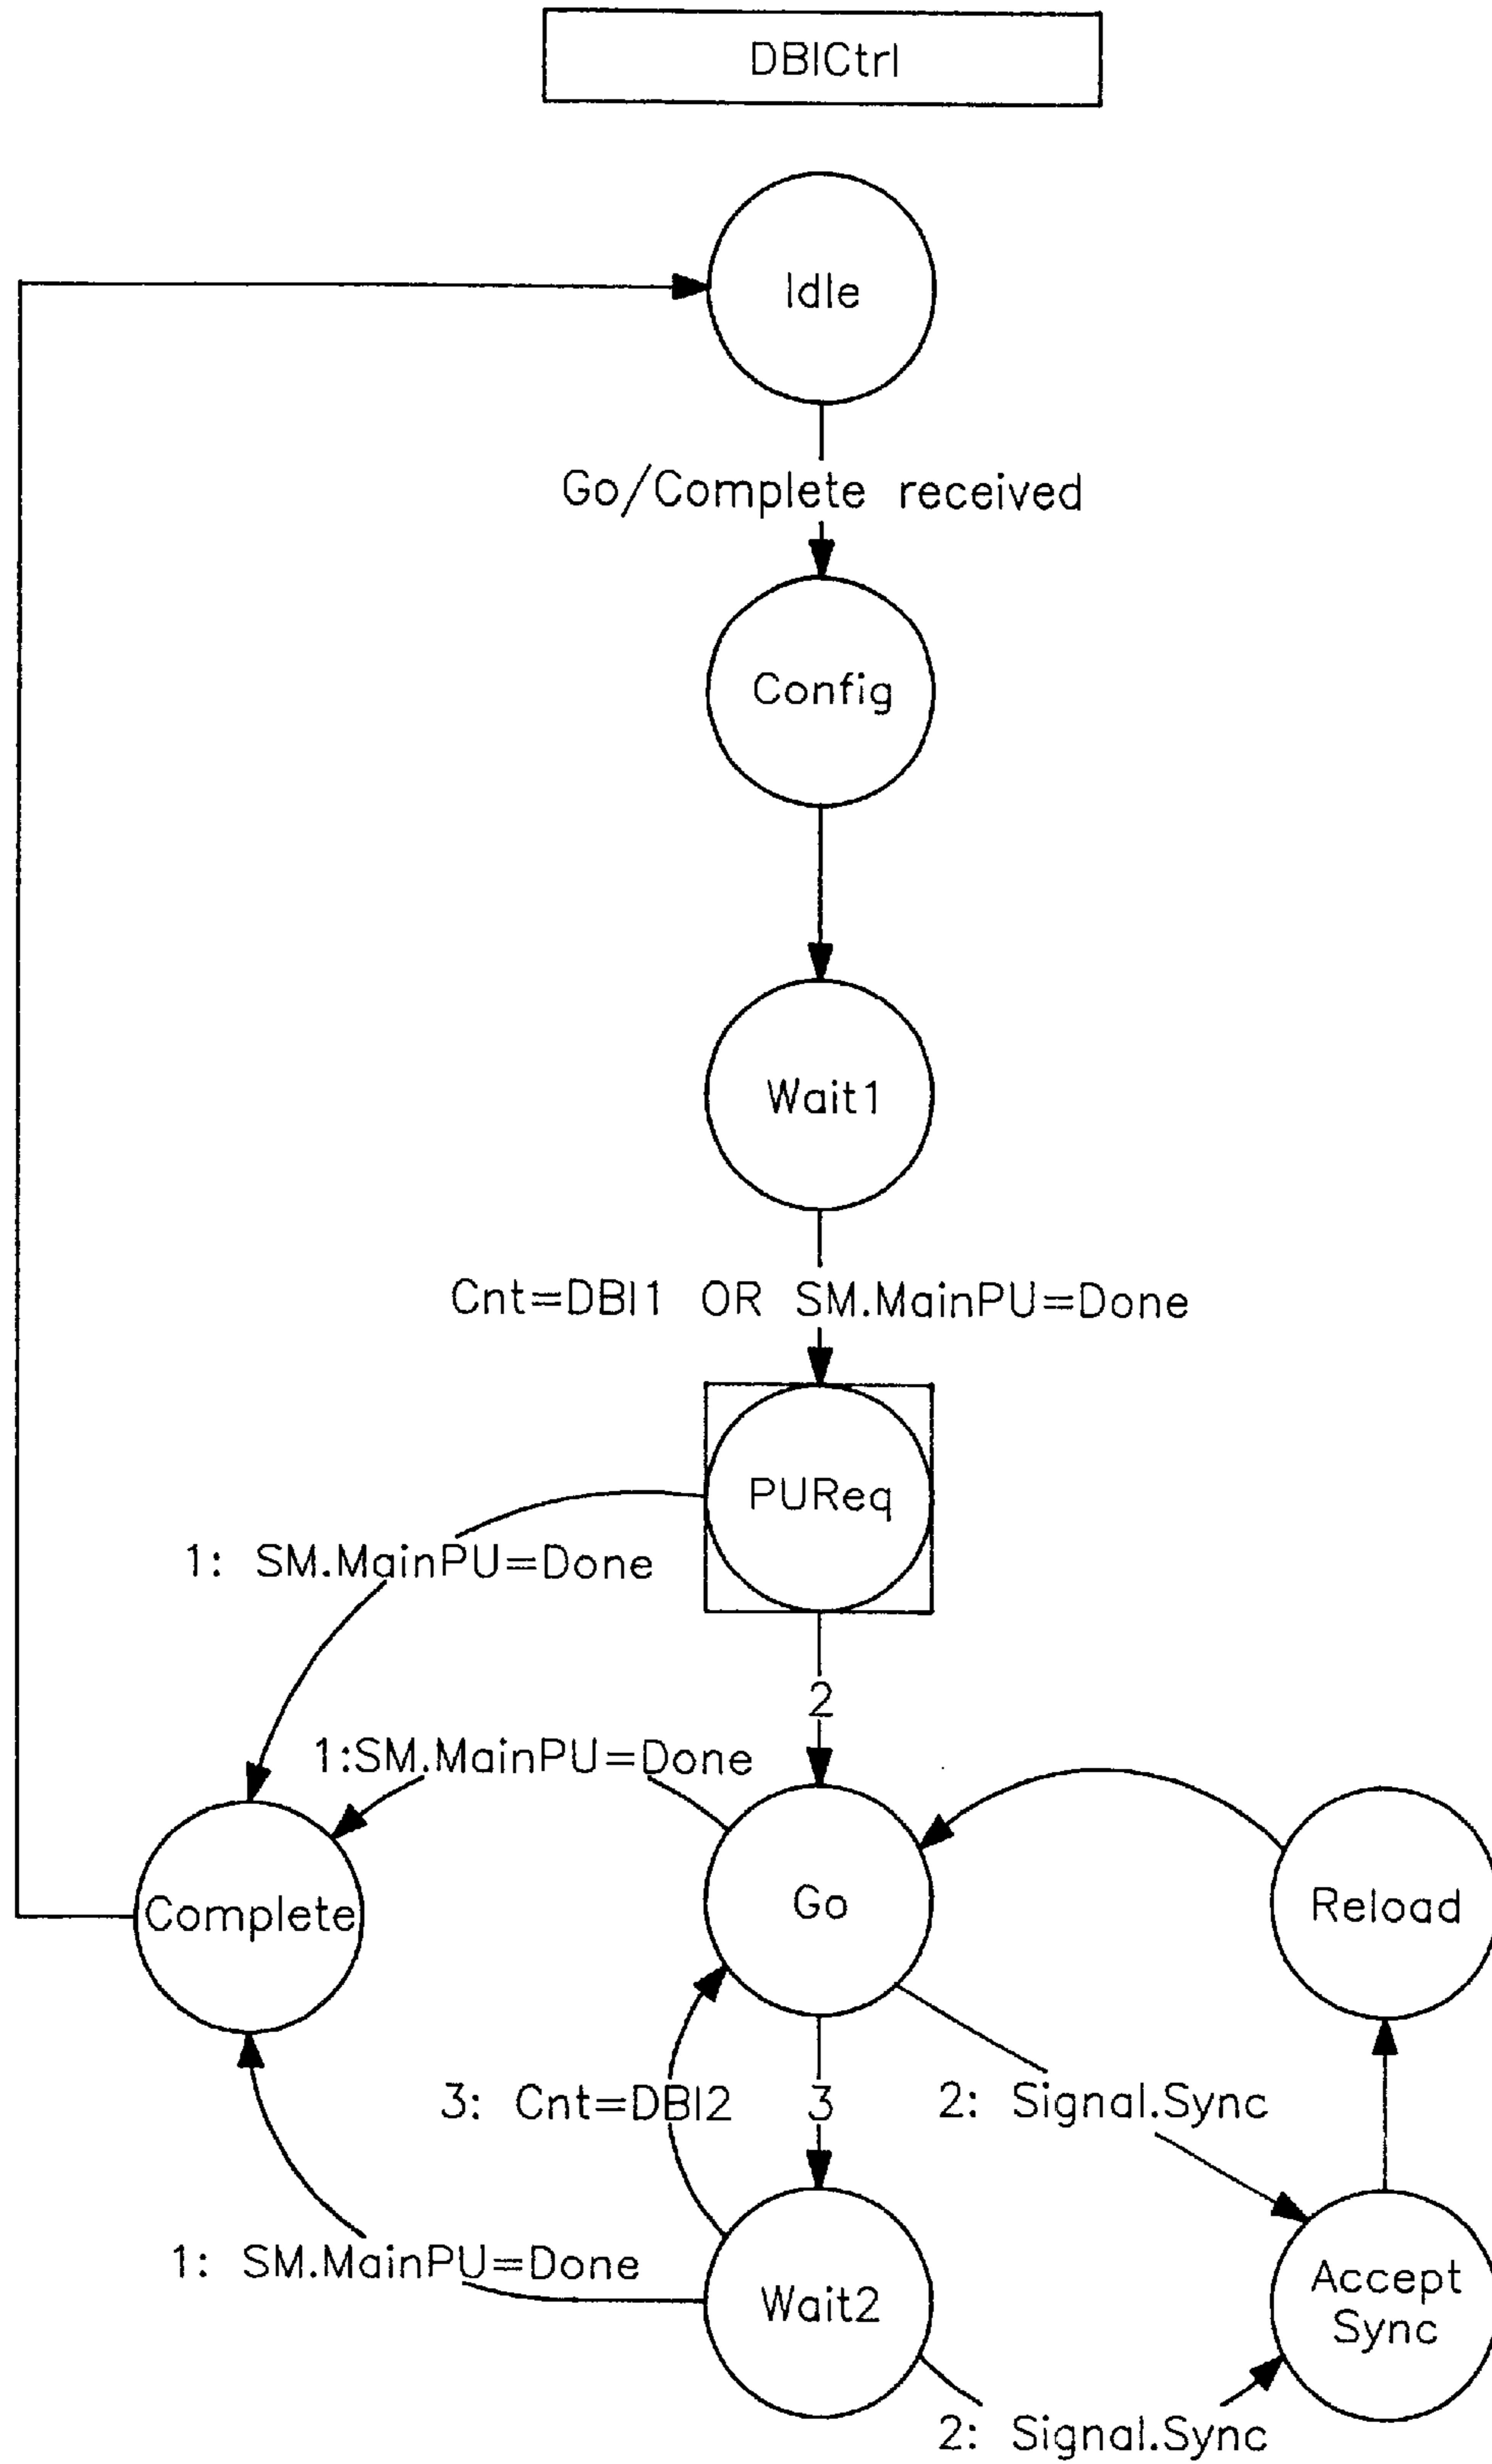 DBICtrl
Idle
Go/Complete received
Config
Wait1
Cnt=DBI1 OR SM.MainPU=Done
PUReq
1: SM.MainPU=Done
2
1:SM.MainPU=Done
Complete
Go
Reload
3: Cnt=DBI2
3
2: Signal.Sync
1: SM.MainPU=Done
Wait2
Accept
Sync
2: Signal.Sync